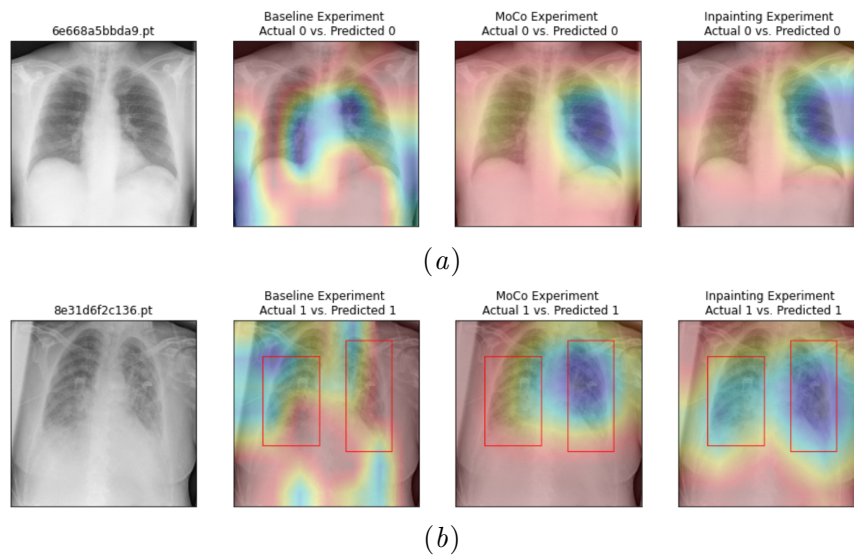 6e668a5bbda9.pt
Baseline Experiment
Actual 0 vs. Predicted 0
MoCo Experiment
Actual 0 vs. Predicted 0
Inpainting Experiment
Actual 0 vs. Predicted 0
(a)
8e31d6f2c136.pt
Baseline Experiment
Actual 1 vs. Predicted 1
MoCo Experiment
Actual 1 vs. Predicted 1
Inpainting Experiment
Actual 1 vs. Predicted 1
(b)